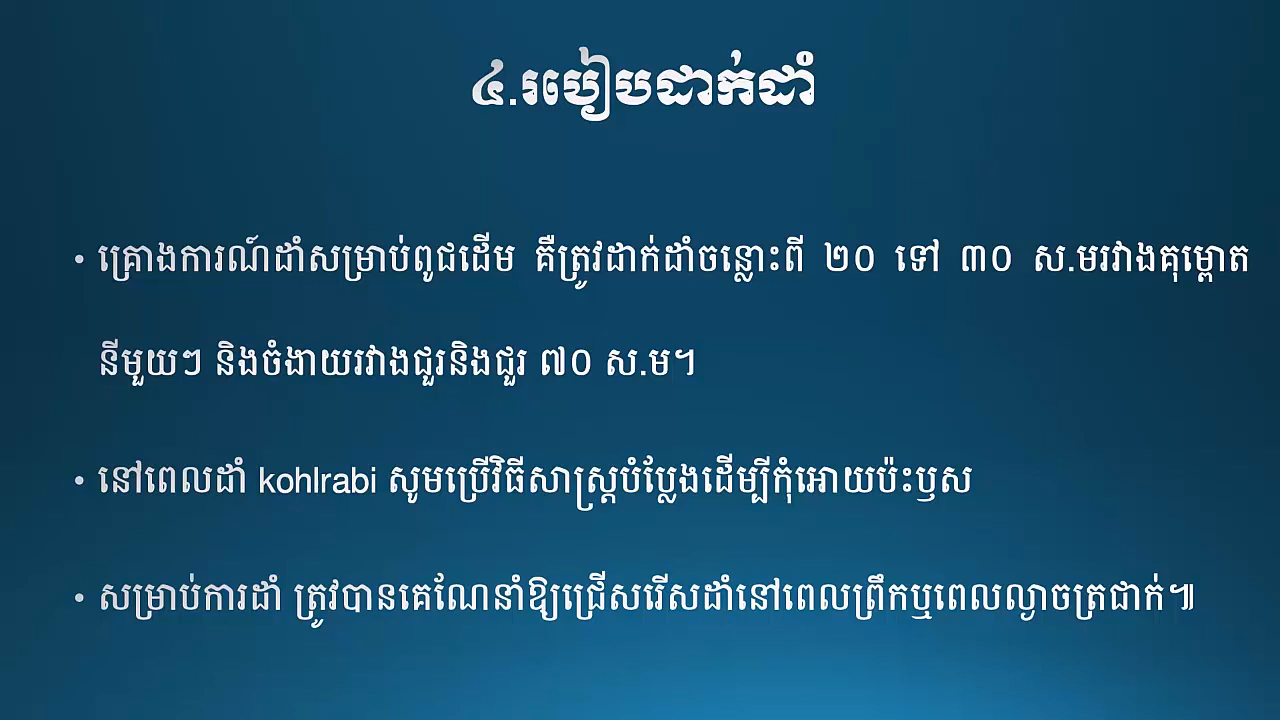 ៤.របៀបដាក់ដាំ
• គ្រោងការណ៍ដាំសម្រាប់ពូជដើម គឺត្រូវដាក់ដាំចន្លោះពី ២០ ទៅ ៣០ ស.មរវាងគុម្ពោត
នីមួយៗ និងចំងាយរវាងជួរនិងជួរ ៧០ ស.ម។
• នៅពេលដាំ kohlrabi សូមប្រើវិធីសាស្ត្របំប្លែងដើម្បីកុំអោយប៉ះឫស
• សម្រាប់ការដាំ ត្រូវបានគេណែនាំឱ្យជ្រើសរើសដាំនៅពេលព្រឹកឬពេលល្ងាចត្រជាក់៕